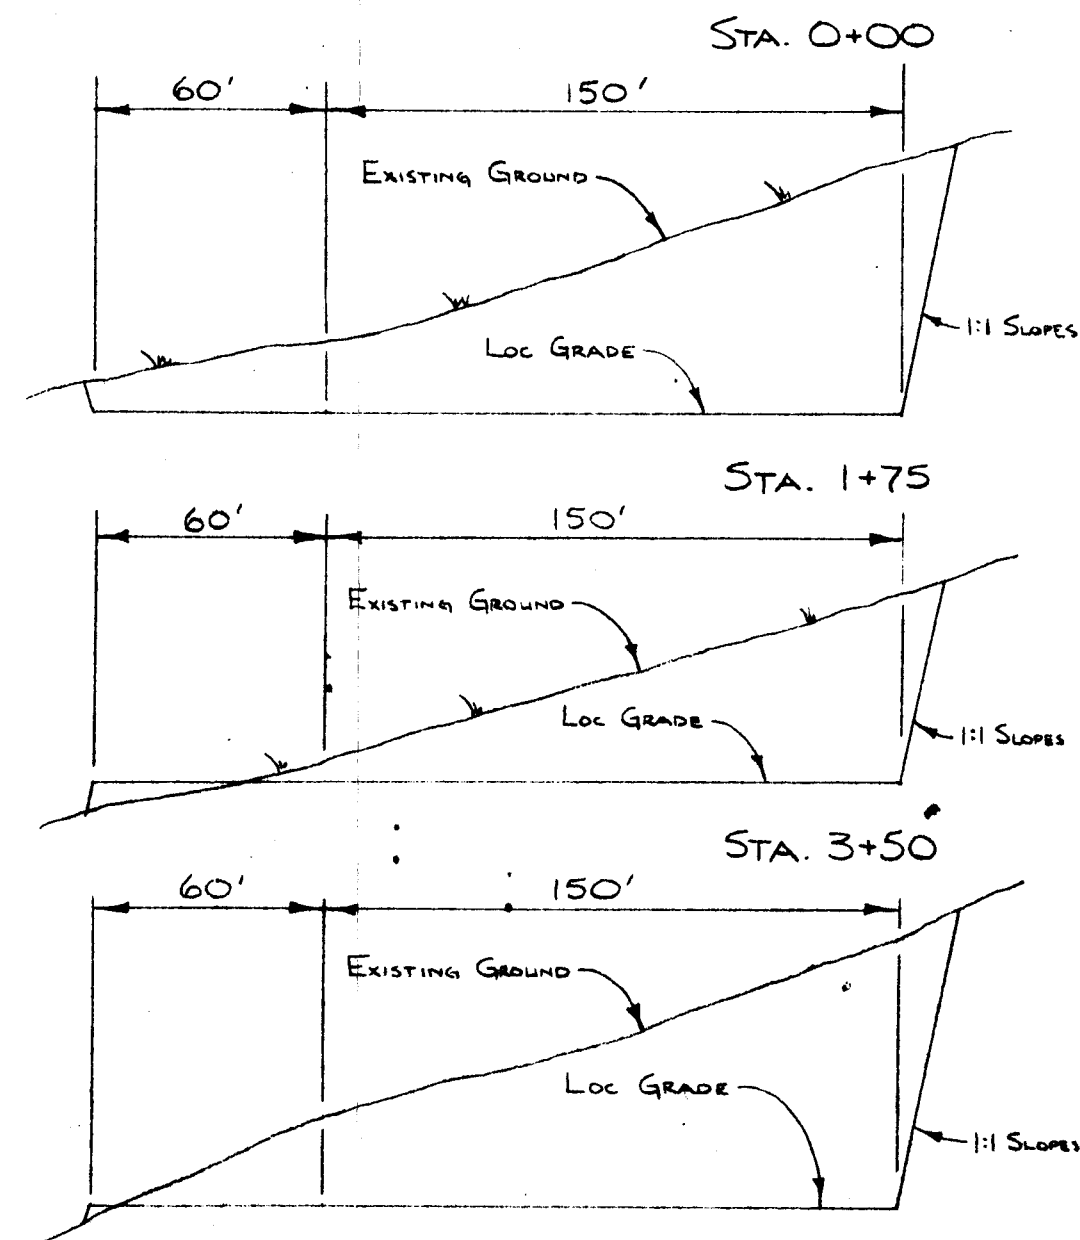 STA. 0+00
60' 150'
EXISTING GROUND
1:1 SLOPES
LOC GRADE
STA. 1+75
60' 150'
EXISTING GROUND
LOC GRADE
1:1 SLOPES
STA. 3+50
60' 150'
EXISTING GROUND
LOC GRADE
1:1 SLOPES